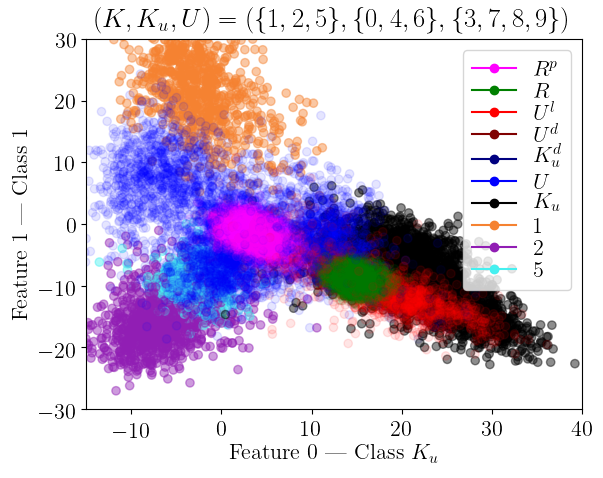 (K, K_u, U) = ({1, 2, 5}, {0, 4, 6}, {3, 7, 8, 9})
30
20
10
0
−10
−20
−30
Feature 1 — Class 1
R^p
R
U^l
U^d
K_u^d
U
K_u
1
2
5
−10
0
10
20
30
40
Feature 0 — Class K_u